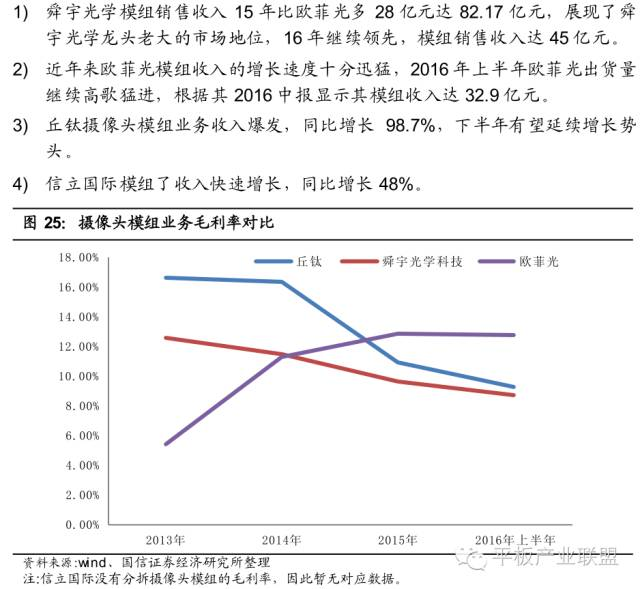 1) 舜宇光学模组销售收入 15 年比欧菲光多 28 亿元达 82.17 亿元，展现了舜
宇光学龙头老大的市场地位，16 年继续领先，模组销售收入达 45 亿元。
2) 近年来欧菲光模组收入的增长速度十分迅猛，2016 年上半年欧菲光出货量
继续高歌猛进，根据其 2016 中报显示其模组收入达 32.9 亿元。
3) 丘钛摄像头模组业务收入爆发，同比增长 98.7%，下半年有望延续增长势
头。
4) 信立国际模组了收入快速增长，同比增长 48%。
图 25：摄像头模组业务毛利率对比
丘钛 舜宇光学科技 欧菲光
18.00%
16.00%
14.00%
12.00%
10.00%
8.00%
6.00%
4.00%
2.00%
0.00%
2013年 2014年 2015年 2016年上半年
资料来源:wind、国信证券经济研究所整理
注:信立国际没有分拆摄像头模组的毛利率，因此暂无对应数据。
平板产业联盟